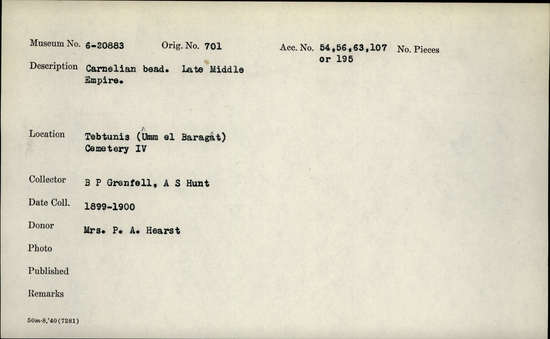 Museum No. 6-20883 Orig. No. 701 Acc. No. 54,56,63,107 No. Pieces
or 195
Description Carnelian bead. Late Middle
Empire.
Location Tebtunis (Umm el Baragât)
Cemetery IV
Collector B P Grenfell, A S Hunt
Date Coll. 1899-1900
Donor Mrs. P. A. Hearst
Photo
Published
Remarks
50m-8,'40(7281)